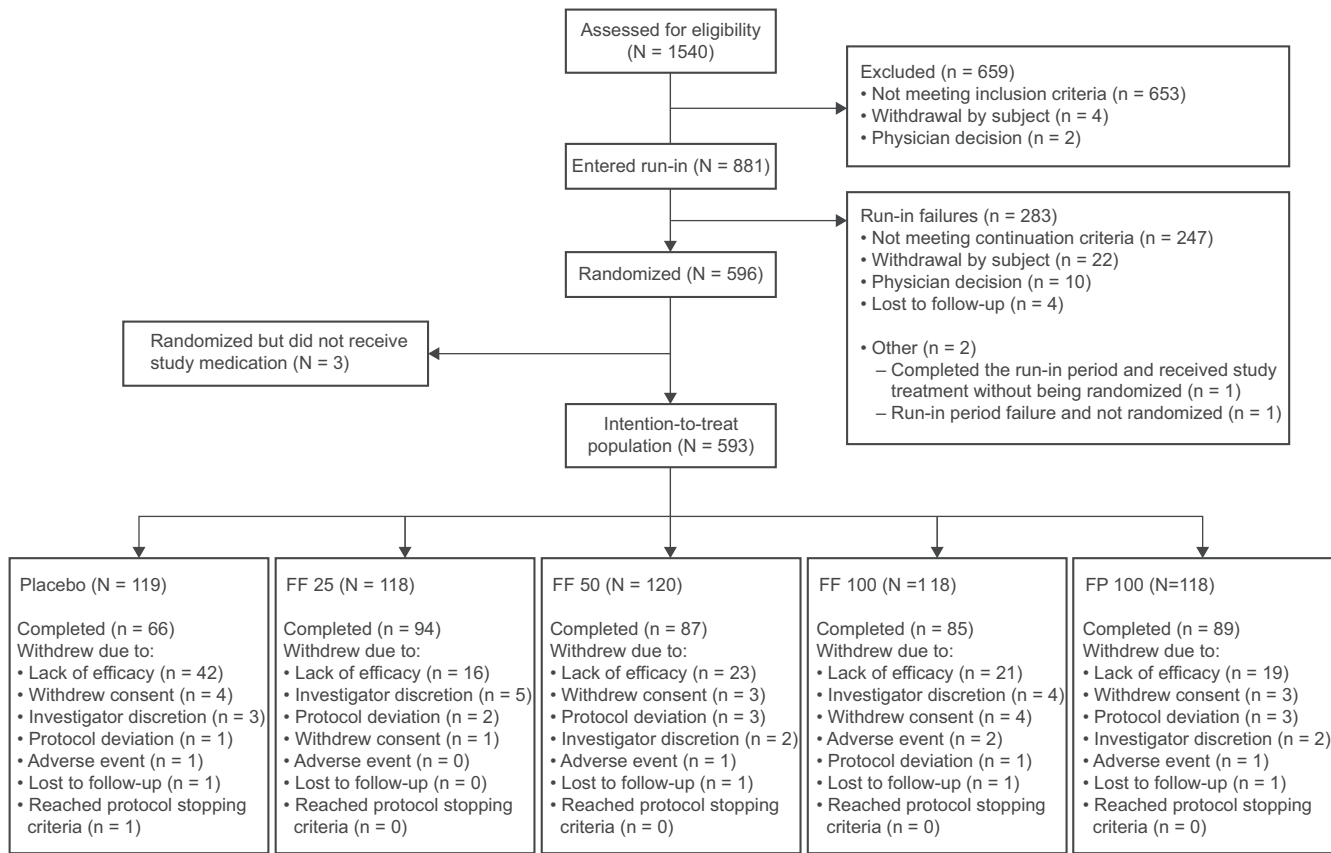 Assessed for eligibility
(N = 1540)
Excluded (n = 659)
• Not meeting inclusion criteria (n = 653)
• Withdrawal by subject (n = 4)
• Physician decision (n = 2)
Entered run-in (N = 881)
Run-in failures (n = 283)
• Not meeting continuation criteria (n = 247)
• Withdrawal by subject (n = 22)
• Physician decision (n = 10)
• Lost to follow-up (n = 4)
• Other (n = 2)
– Completed the run-in period and received study
treatment without being randomized (n = 1)
– Run-in period failure and not randomized (n = 1)
Randomized (N = 596)
Randomized but did not receive
study medication (N = 3)
Intention-to-treat
population (N = 593)
Placebo (N = 119)
Completed (n = 66)
Withdrew due to:
• Lack of efficacy (n = 42)
• Withdrew consent (n = 4)
• Investigator discretion (n = 3)
• Protocol deviation (n = 1)
• Adverse event (n = 1)
• Lost to follow-up (n = 1)
• Reached protocol stopping
criteria (n = 1)
FF 25 (N = 118)
Completed (n = 94)
Withdrew due to:
• Lack of efficacy (n = 16)
• Investigator discretion (n = 5)
• Protocol deviation (n = 2)
• Withdrew consent (n = 1)
• Adverse event (n = 0)
• Lost to follow-up (n = 0)
• Reached protocol stopping
criteria (n = 0)
FF 50 (N = 120)
Completed (n = 87)
Withdrew due to:
• Lack of efficacy (n = 23)
• Withdrew consent (n = 3)
• Protocol deviation (n = 3)
• Investigator discretion (n = 2)
• Adverse event (n = 1)
• Lost to follow-up (n = 1)
• Reached protocol stopping
criteria (n = 0)
FF 100 (N =118)
Completed (n = 85)
Withdrew due to:
• Lack of efficacy (n = 21)
• Investigator discretion (n = 4)
• Withdrew consent (n = 4)
• Adverse event (n = 2)
• Protocol deviation (n = 1)
• Lost to follow-up (n = 1)
• Reached protocol stopping
criteria (n = 0)
FP 100 (N=118)
Completed (n = 89)
Withdrew due to:
• Lack of efficacy (n = 19)
• Withdrew consent (n = 3)
• Protocol deviation (n = 3)
• Investigator discretion (n = 2)
• Adverse event (n = 1)
• Lost to follow-up (n = 1)
• Reached protocol stopping
criteria (n = 0)